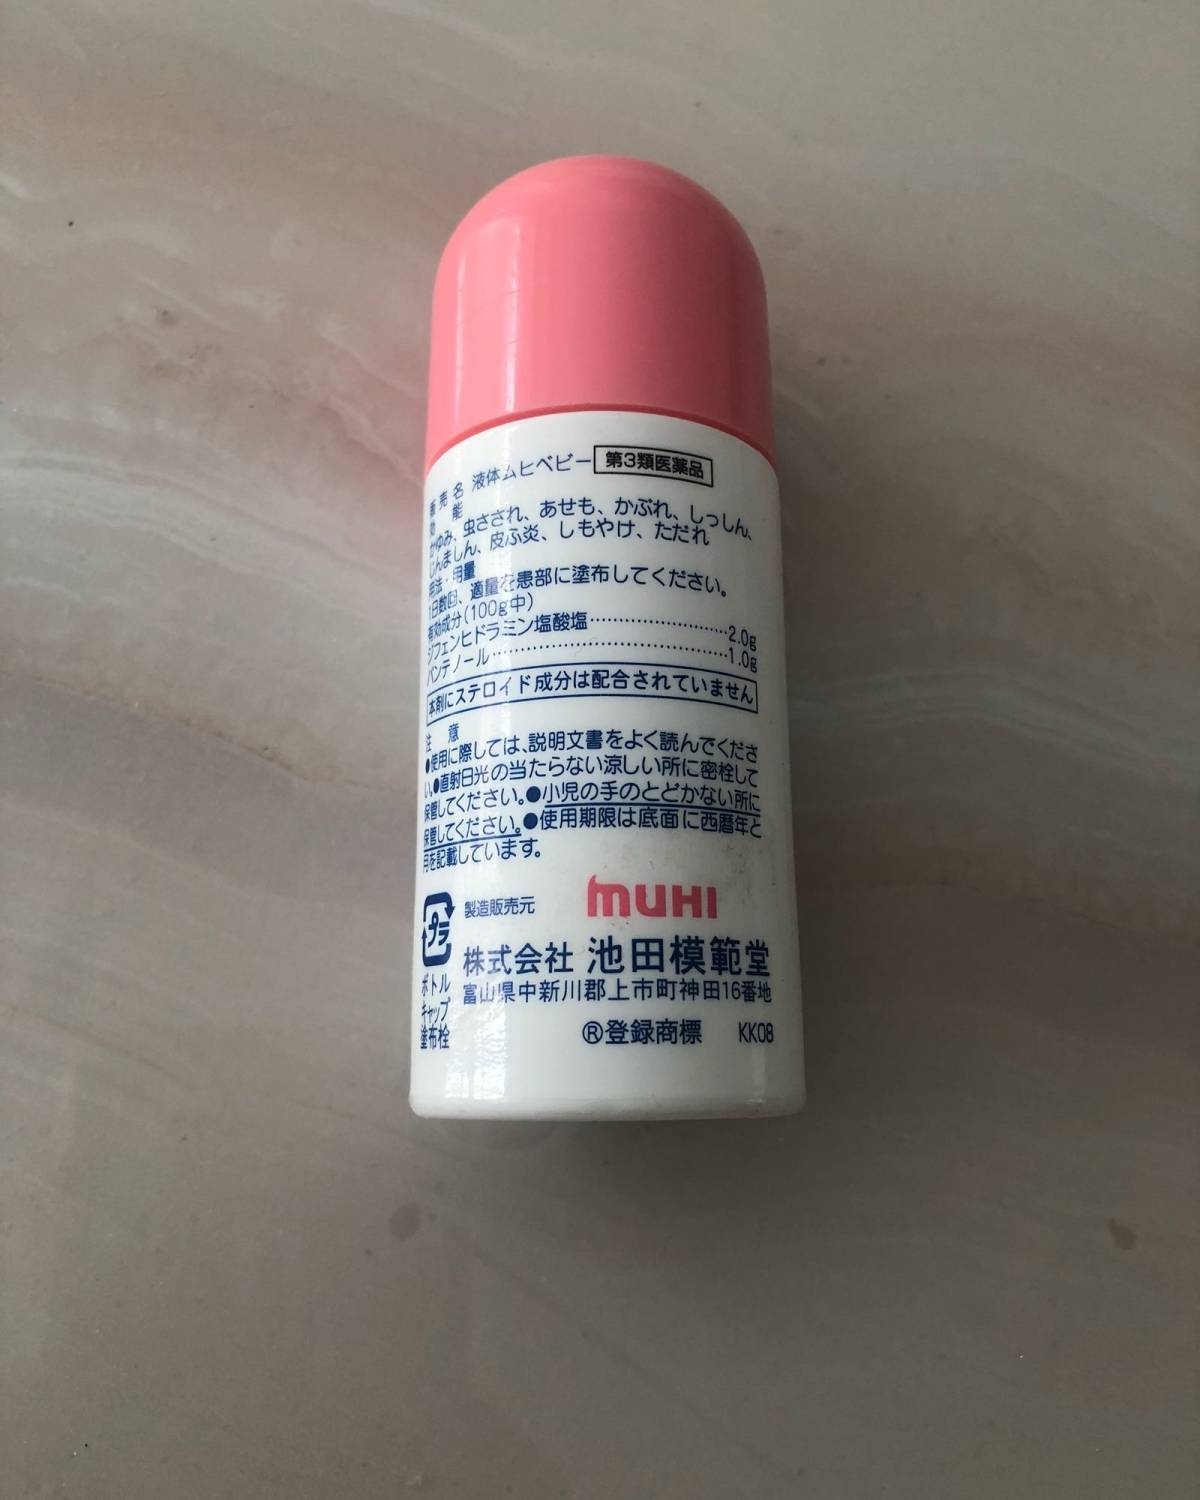 販売名 液体ムヒベビー 第3類医薬品
効 能
かゆみ、虫さされ、あせも、かぶれ、しっしん、
じんましん、皮ふ炎、しもやけ、ただれ
用法・用量
1日数回、適量を患部に塗布してください。
有効成分(100g中)
ジフェンヒドラミン塩酸塩……………………2.0g
パンテノール………………………………1.0g
本剤にステロイド成分は配合されていません
注 意
●使用に際しては、説明文書をよく読んでくださ
い。●直射日光の当たらない涼しい所に密栓して
保管してください。●小児の手のとどかない所に
保管してください。●使用期限は底面に西暦年と
月を記載しています。
プラ
ボトル
キャップ
塗布栓
製造販売元 MUHI
株式会社 池田模範堂
富山県中新川郡上市町神田16番地
®登録商標 KK08